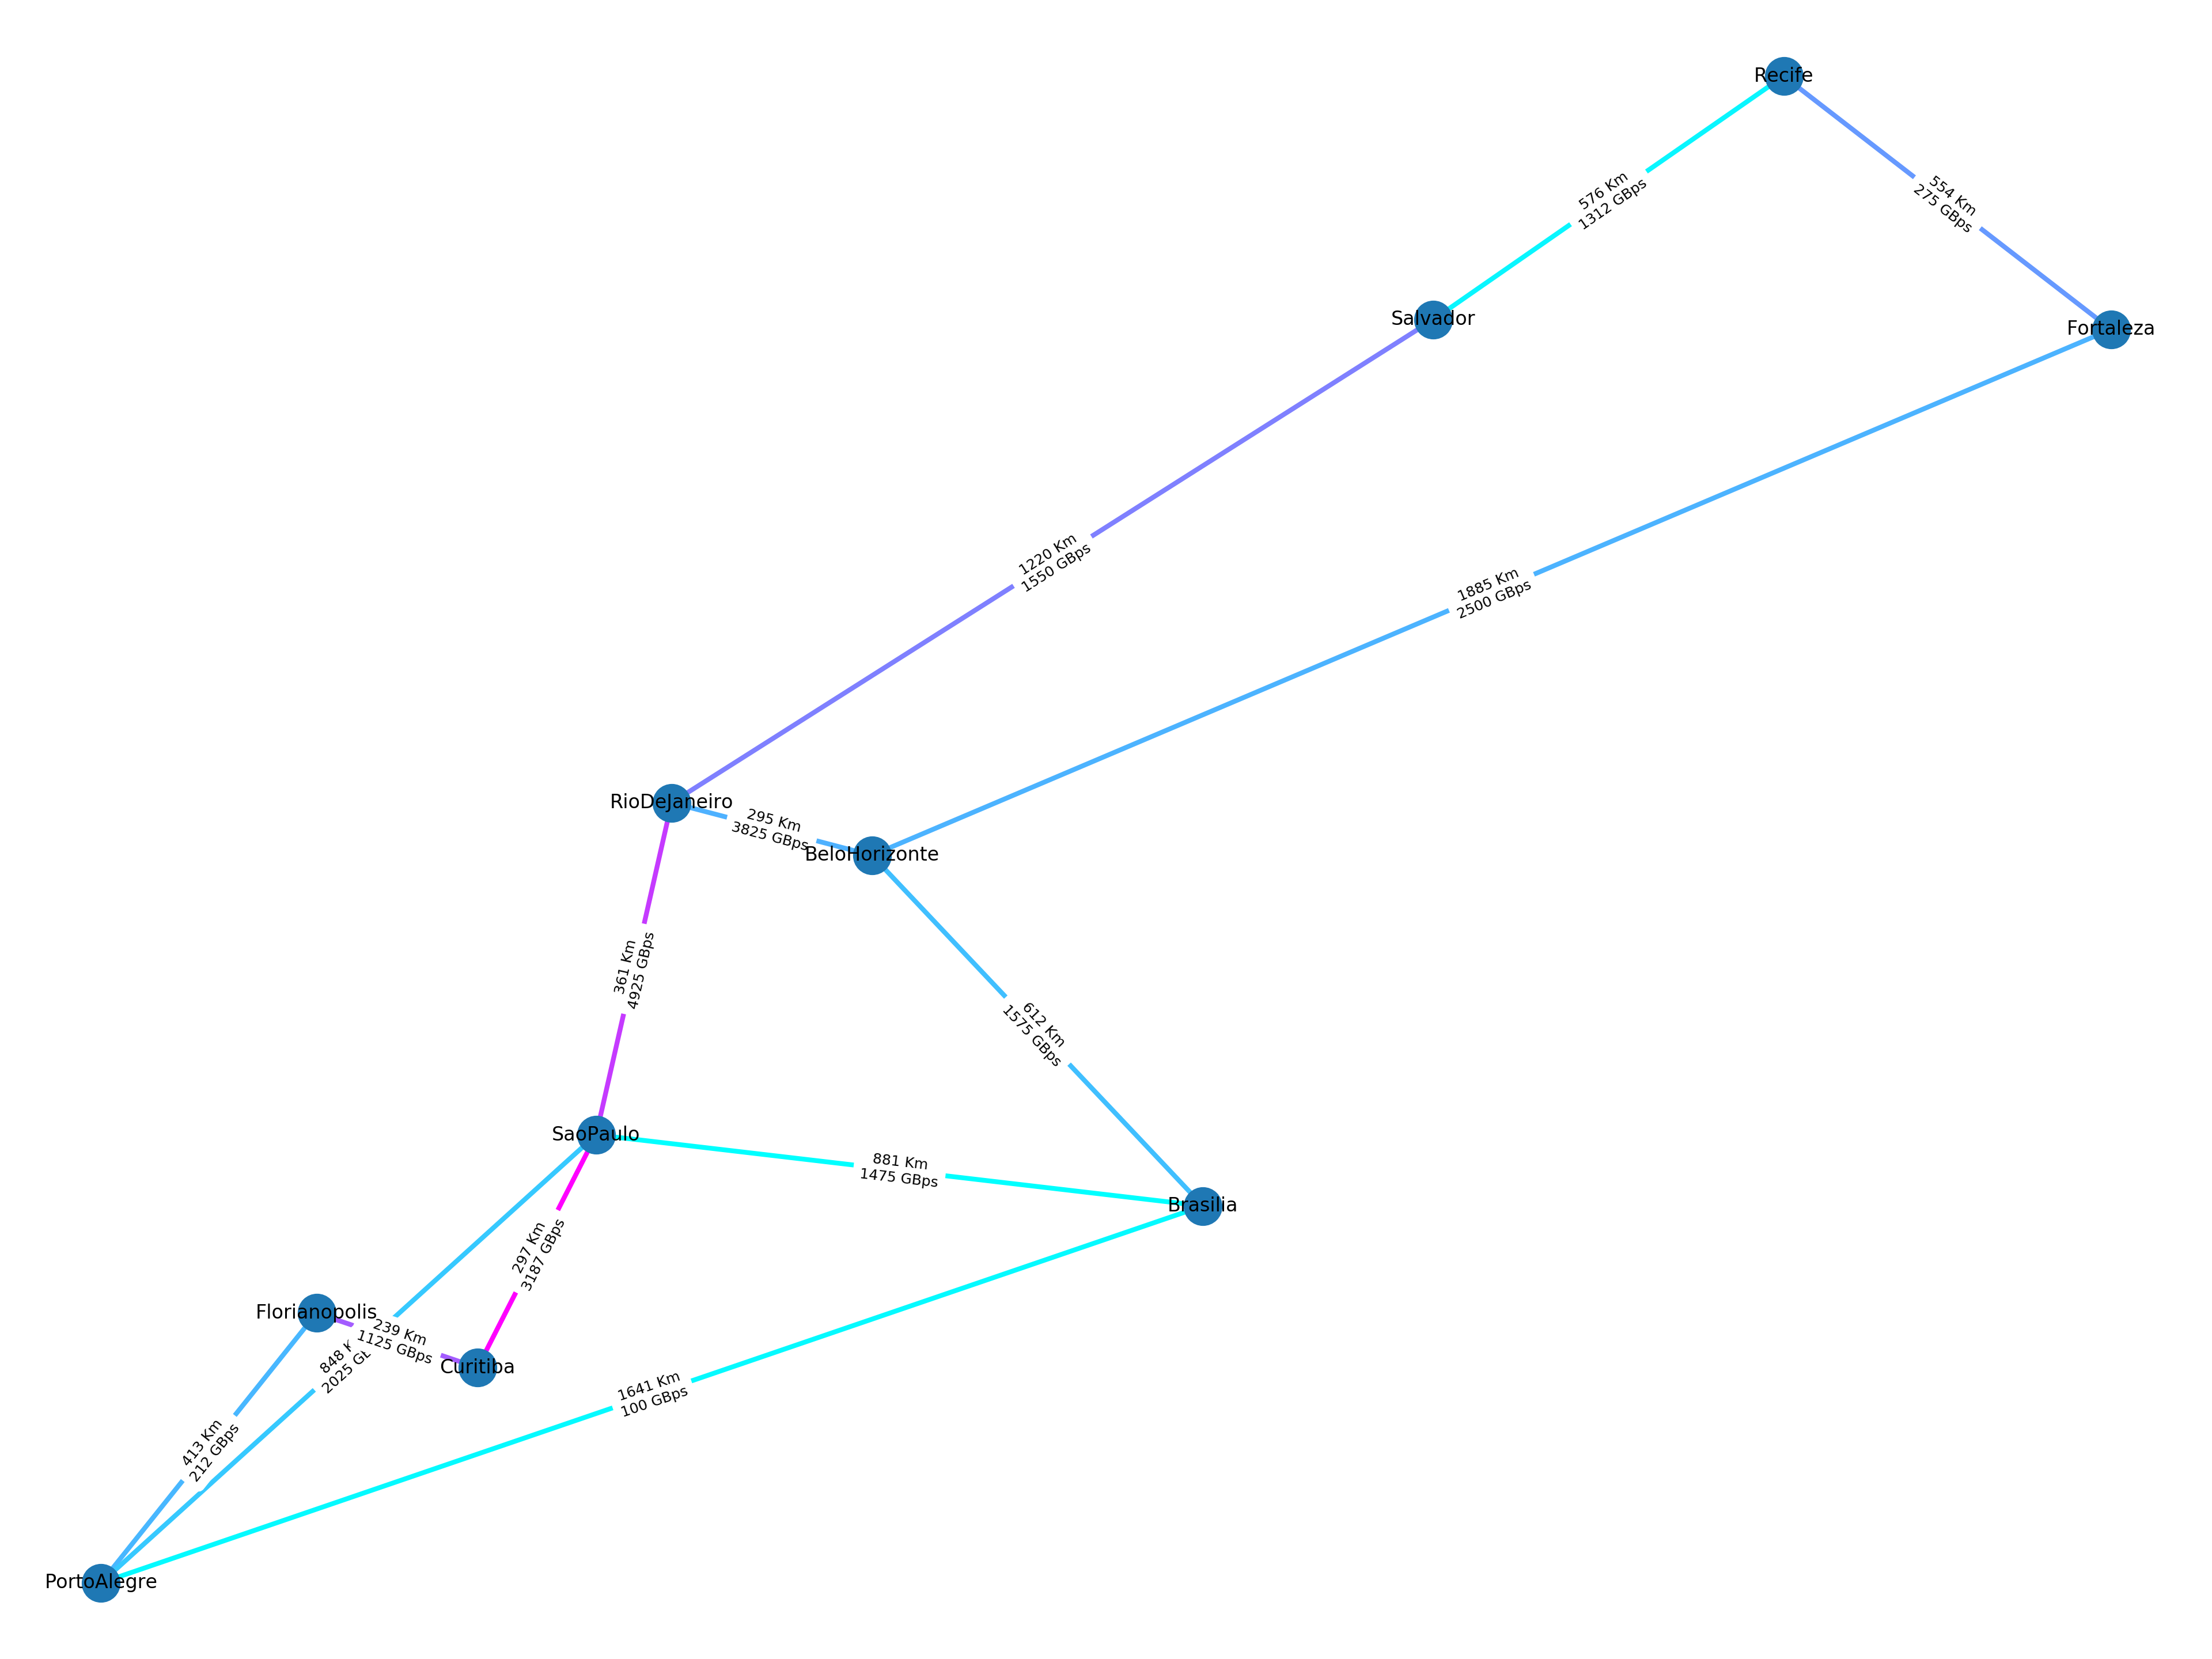 Recife
576 Km
1312 GBps
554 Km
275 GBps
Salvador
Fortaleza
1220 Km
1550 GBps
1885 Km
2500 GBps
RioDeJaneiro
295 Km
3825 GBps
BeloHorizonte
361 Km
4925 GBps
612 Km
1575 GBps
SaoPaulo
881 Km
1475 GBps
Brasilia
297 Km
3187 GBps
Florianopolis
239 Km
1125 GBps
848
2025
Curitiba
1641 Km
100 GBps
413 Km
212 GBps
PortoAlegre